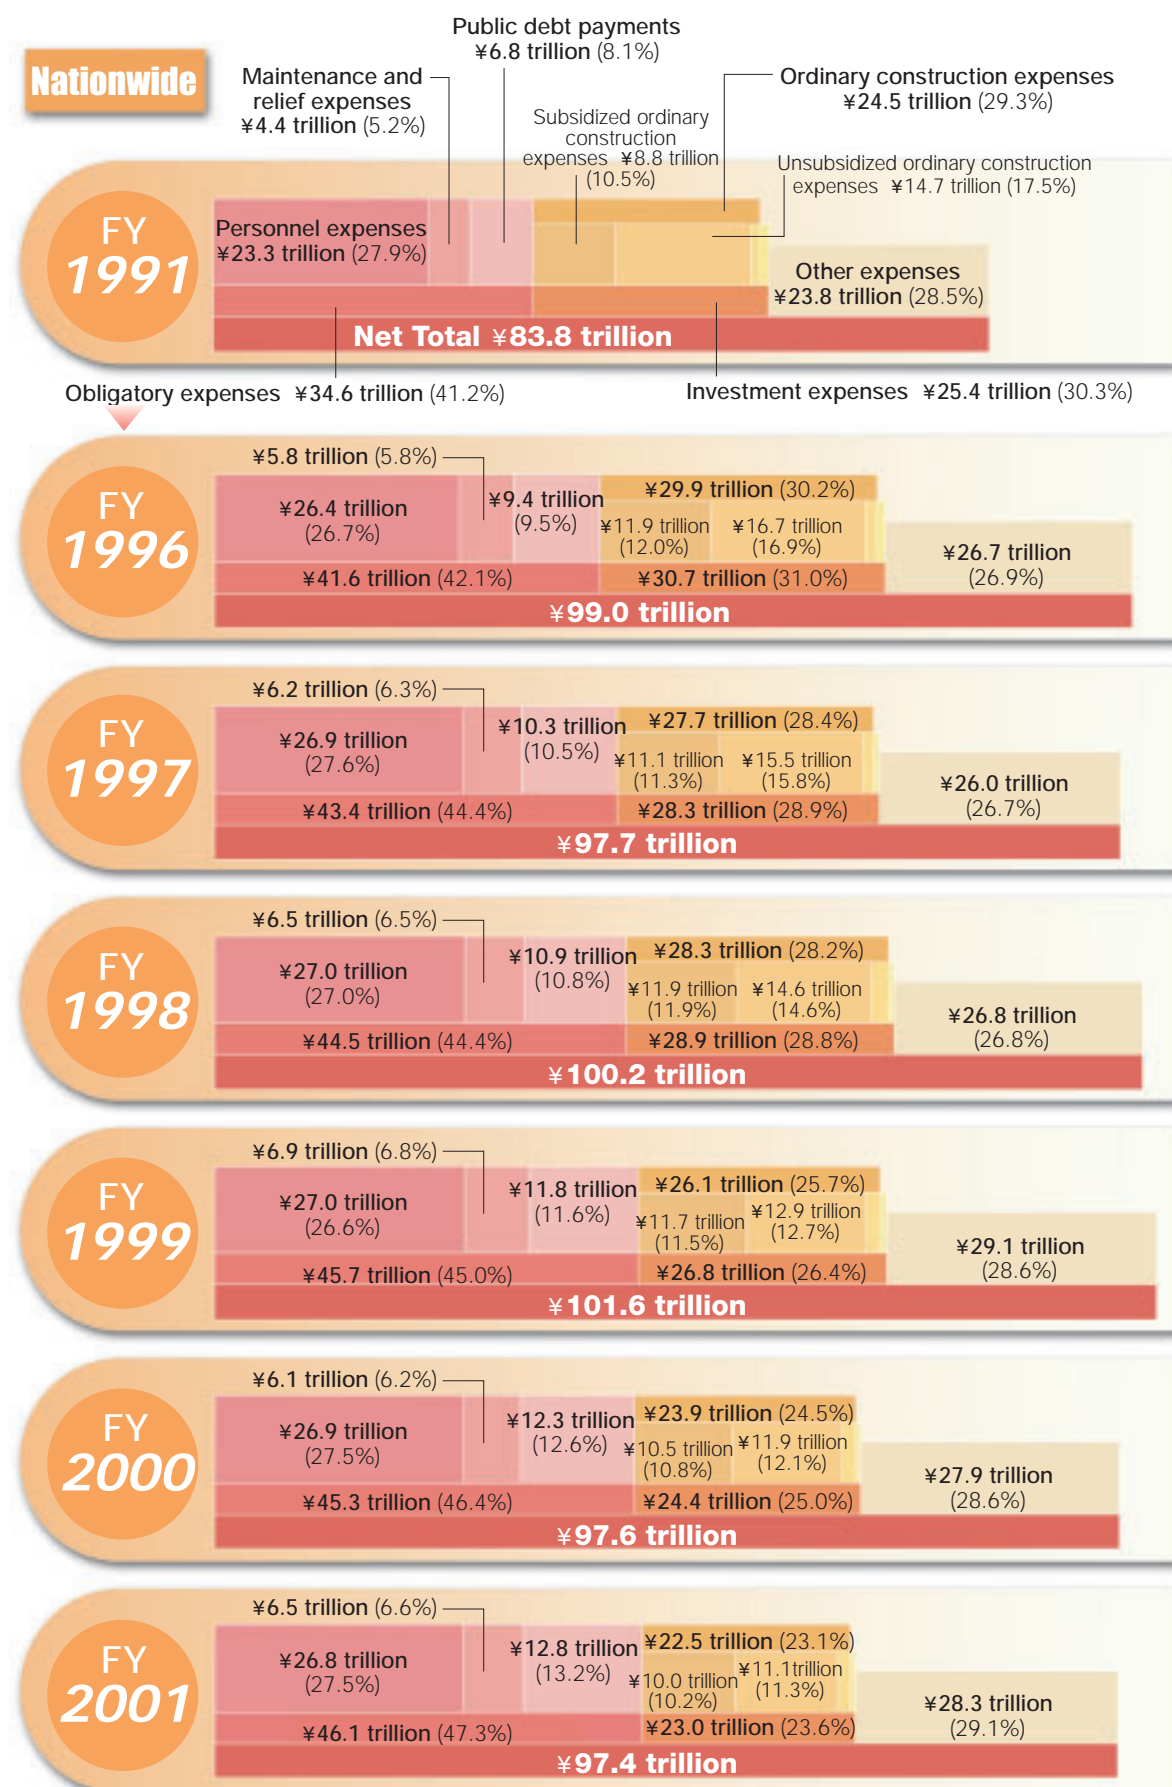 Nationwide
Public debt payments
¥6.8 trillion (8.1%)
Maintenance and
relief expenses
¥4.4 trillion (5.2%)
Ordinary construction expenses
¥24.5 trillion (29.3%)
Subsidized ordinary
construction
expenses ¥8.8 trillion
(10.5%)
Unsubsidized ordinary construction
expenses ¥14.7 trillion (17.5%)
FY
1991
Personnel expenses
¥23.3 trillion (27.9%)
Other expenses
¥23.8 trillion (28.5%)
Net Total ¥83.8 trillion
Obligatory expenses ¥34.6 trillion (41.2%)
Investment expenses ¥25.4 trillion (30.3%)
FY
1996
¥5.8 trillion (5.8%)
¥26.4 trillion
(26.7%)
¥9.4 trillion
(9.5%)
¥29.9 trillion (30.2%)
¥11.9 trillion
(12.0%)
¥16.7 trillion
(16.9%)
¥26.7 trillion
(26.9%)
¥41.6 trillion (42.1%)
¥30.7 trillion (31.0%)
¥99.0 trillion
FY
1997
¥6.2 trillion (6.3%)
¥26.9 trillion
(27.6%)
¥10.3 trillion
(10.5%)
¥27.7 trillion (28.4%)
¥11.1 trillion
(11.3%)
¥15.5 trillion
(15.8%)
¥26.0 trillion
(26.7%)
¥43.4 trillion (44.4%)
¥28.3 trillion (28.9%)
¥97.7 trillion
FY
1998
¥6.5 trillion (6.5%)
¥27.0 trillion
(27.0%)
¥10.9 trillion
(10.8%)
¥28.3 trillion (28.2%)
¥11.9 trillion
(11.9%)
¥14.6 trillion
(14.6%)
¥26.8 trillion
(26.8%)
¥44.5 trillion (44.4%)
¥28.9 trillion (28.8%)
¥100.2 trillion
FY
1999
¥6.9 trillion (6.8%)
¥27.0 trillion
(26.6%)
¥11.8 trillion
(11.6%)
¥26.1 trillion (25.7%)
¥11.7 trillion
(11.5%)
¥12.9 trillion
(12.7%)
¥29.1 trillion
(28.6%)
¥45.7 trillion (45.0%)
¥26.8 trillion (26.4%)
¥101.6 trillion
FY
2000
¥6.1 trillion (6.2%)
¥26.9 trillion
(27.5%)
¥12.3 trillion
(12.6%)
¥23.9 trillion (24.5%)
¥10.5 trillion
(10.8%)
¥11.9 trillion
(12.1%)
¥27.9 trillion
(28.6%)
¥45.3 trillion (46.4%)
¥24.4 trillion (25.0%)
¥97.6 trillion
FY
2001
¥6.5 trillion (6.6%)
¥26.8 trillion
(27.5%)
¥12.8 trillion
(13.2%)
¥22.5 trillion (23.1%)
¥10.0 trillion
(10.2%)
¥11.1trillion
(11.3%)
¥28.3 trillion
(29.1%)
¥46.1 trillion (47.3%)
¥23.0 trillion (23.6%)
¥97.4 trillion